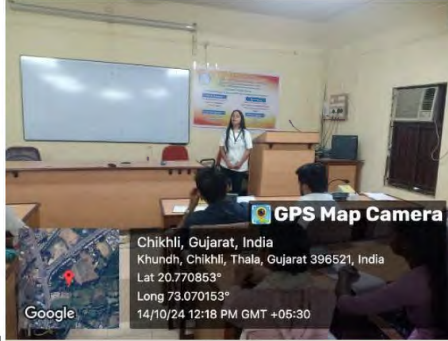 GPS Map Camera
Chikhli, Gujarat, India
Khundh, Chikhli, Thala, Gujarat 396521, India
Lat 20.770853°
Long 73.070153°
14/10/24 12:18 PM GMT +05:30
Google